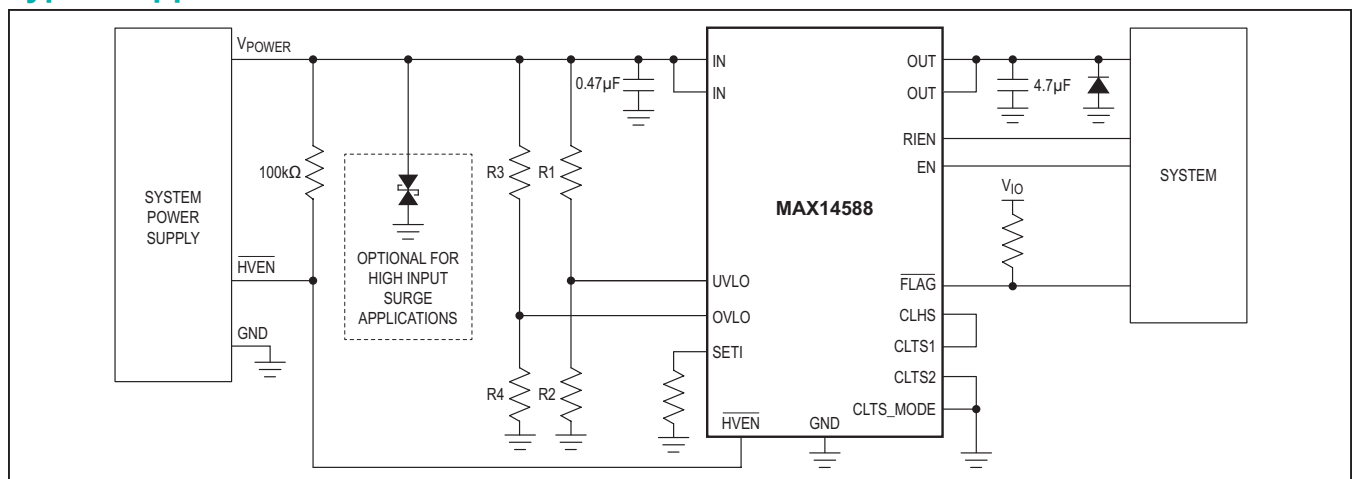 VPOWER
SYSTEM
POWER
SUPPLY
HVEN
GND
100kΩ
OPTIONAL FOR
HIGH INPUT
SURGE
APPLICATIONS
R3
R1
R4
R2
0.47µF
IN
IN
UVLO
OVLO
SETI
HVEN
GND
MAX14588
OUT
OUT
RIEN
EN
FLAG
CLHS
CLTS1
CLTS2
CLTS_MODE
4.7µF
VIO
SYSTEM